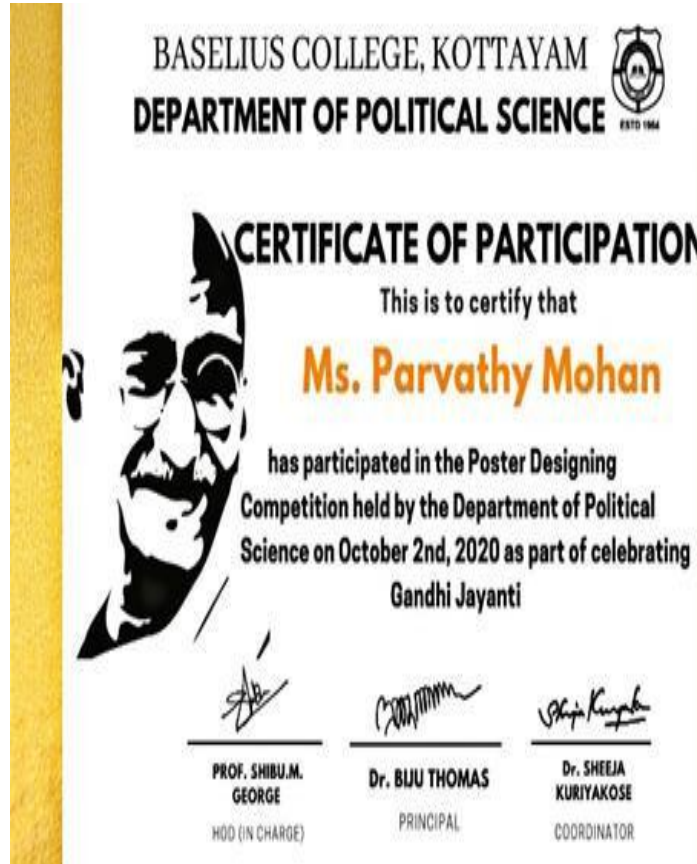 BASELIUS COLLEGE, KOTTAYAM
DEPARTMENT OF POLITICAL SCIENCE
ESTD 1964
CERTIFICATE OF PARTICIPATION
This is to certify that
Ms. Parvathy Mohan
has participated in the Poster Designing
Competition held by the Department of Political
Science on October 2nd, 2020 as part of celebrating
Gandhi Jayanti
PROF. SHIBU.M.
GEORGE
HOD (IN CHARGE)
Dr. BIJU THOMAS
PRINCIPAL
Dr. SHEEJA
KURIYAKOSE
COORDINATOR